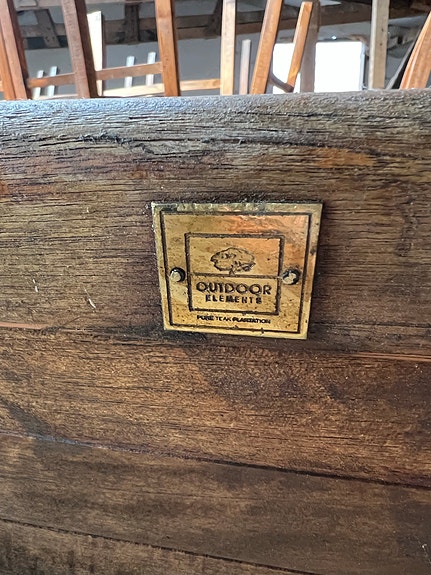 OUTDOOR
ELEMENTS
PURE TEAK PLANTATION